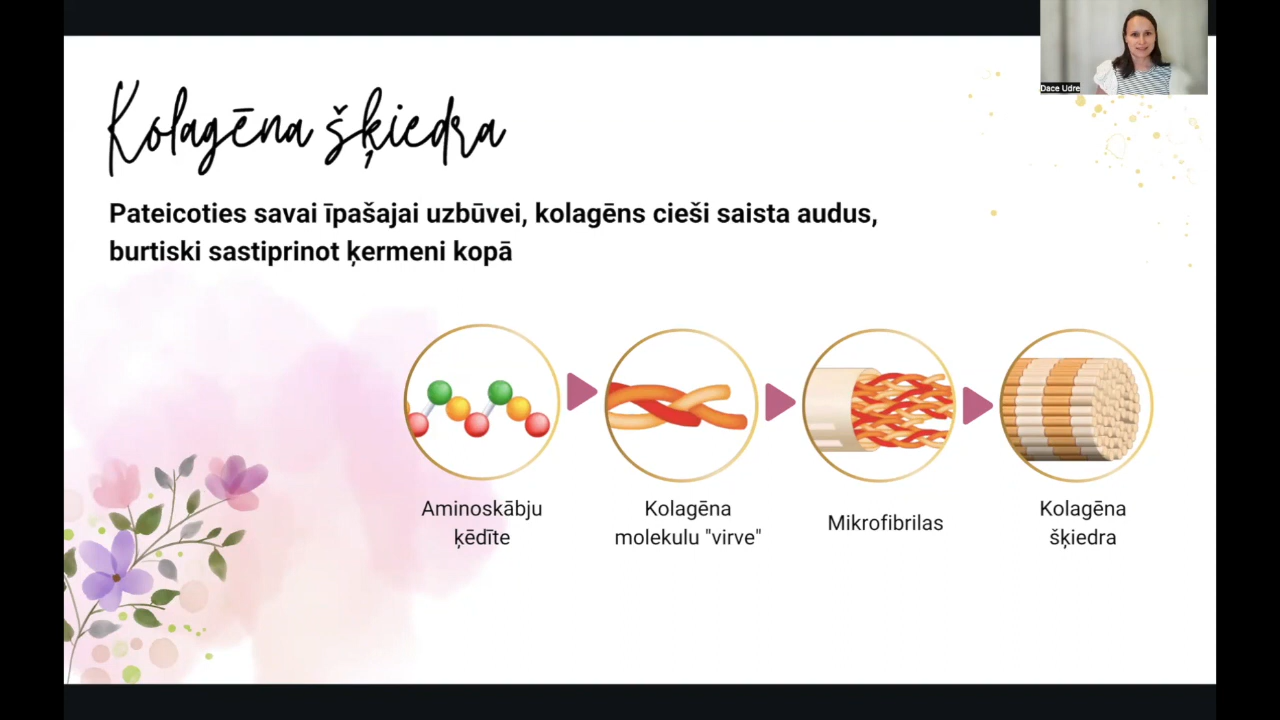 Kolagēna šķiedra
Pateicoties savai īpašajai uzbūvei, kolagēns cieši saista audus,
burtiski sastiprinot ķermeni kopā
Aminoskābju
ķēdīte
Kolagēna
molekulu "virve"
Mikrofibrilas
Kolagēna
šķiedra
Dace Udre